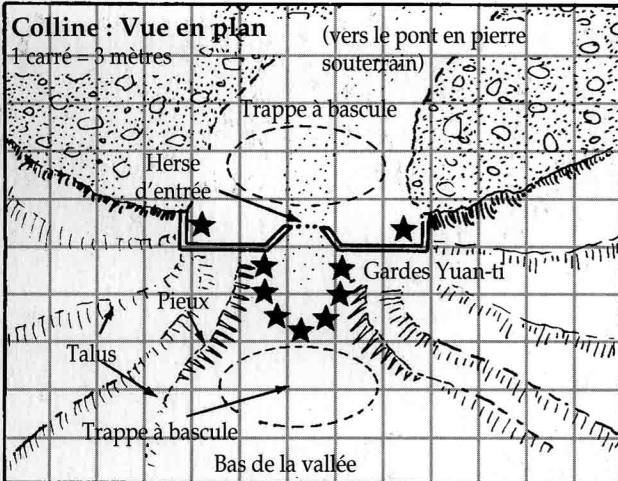 Colline : Vue en plan
1 carré = 3 mètres
(vers le pont en pierre
souterrain)
Trappe à bascule
Herse
d'entrée
Gardes Yuan-ti
Pieux
Talus
Trappe à bascule
Bas de la vallée